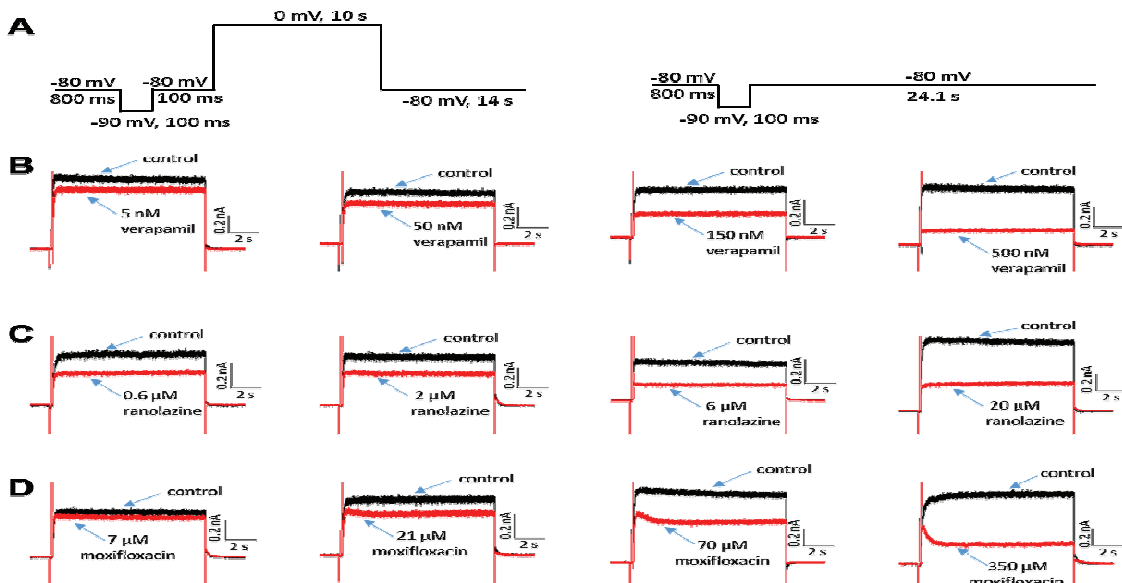 A
0 mV, 10 s
-80 mV
800 ms
-80 mV
100 ms
-90 mV, 100 ms
-80 mV, 14 s
-80 mV
800 ms
-80 mV
24.1 s
-90 mV, 100 ms
B
control
5 nM
verapamil
0.2 nA
2 s
control
50 nM
verapamil
0.2 nA
2 s
control
150 nM
verapamil
0.2 nA
2 s
control
500 nM
verapamil
0.2 nA
2 s
C
control
0.6 µM
ranolazine
0.2 nA
2 s
control
2 µM
ranolazine
0.2 nA
2 s
control
6 µM
ranolazine
0.2 nA
2 s
control
20 µM
ranolazine
0.2 nA
2 s
D
control
7 µM
moxifloxacin
0.2 nA
2 s
control
21 µM
moxifloxacin
0.2 nA
2 s
control
70 µM
moxifloxacin
0.2 nA
2 s
control
350 µM
moxifloxacin
0.2 nA
2 s